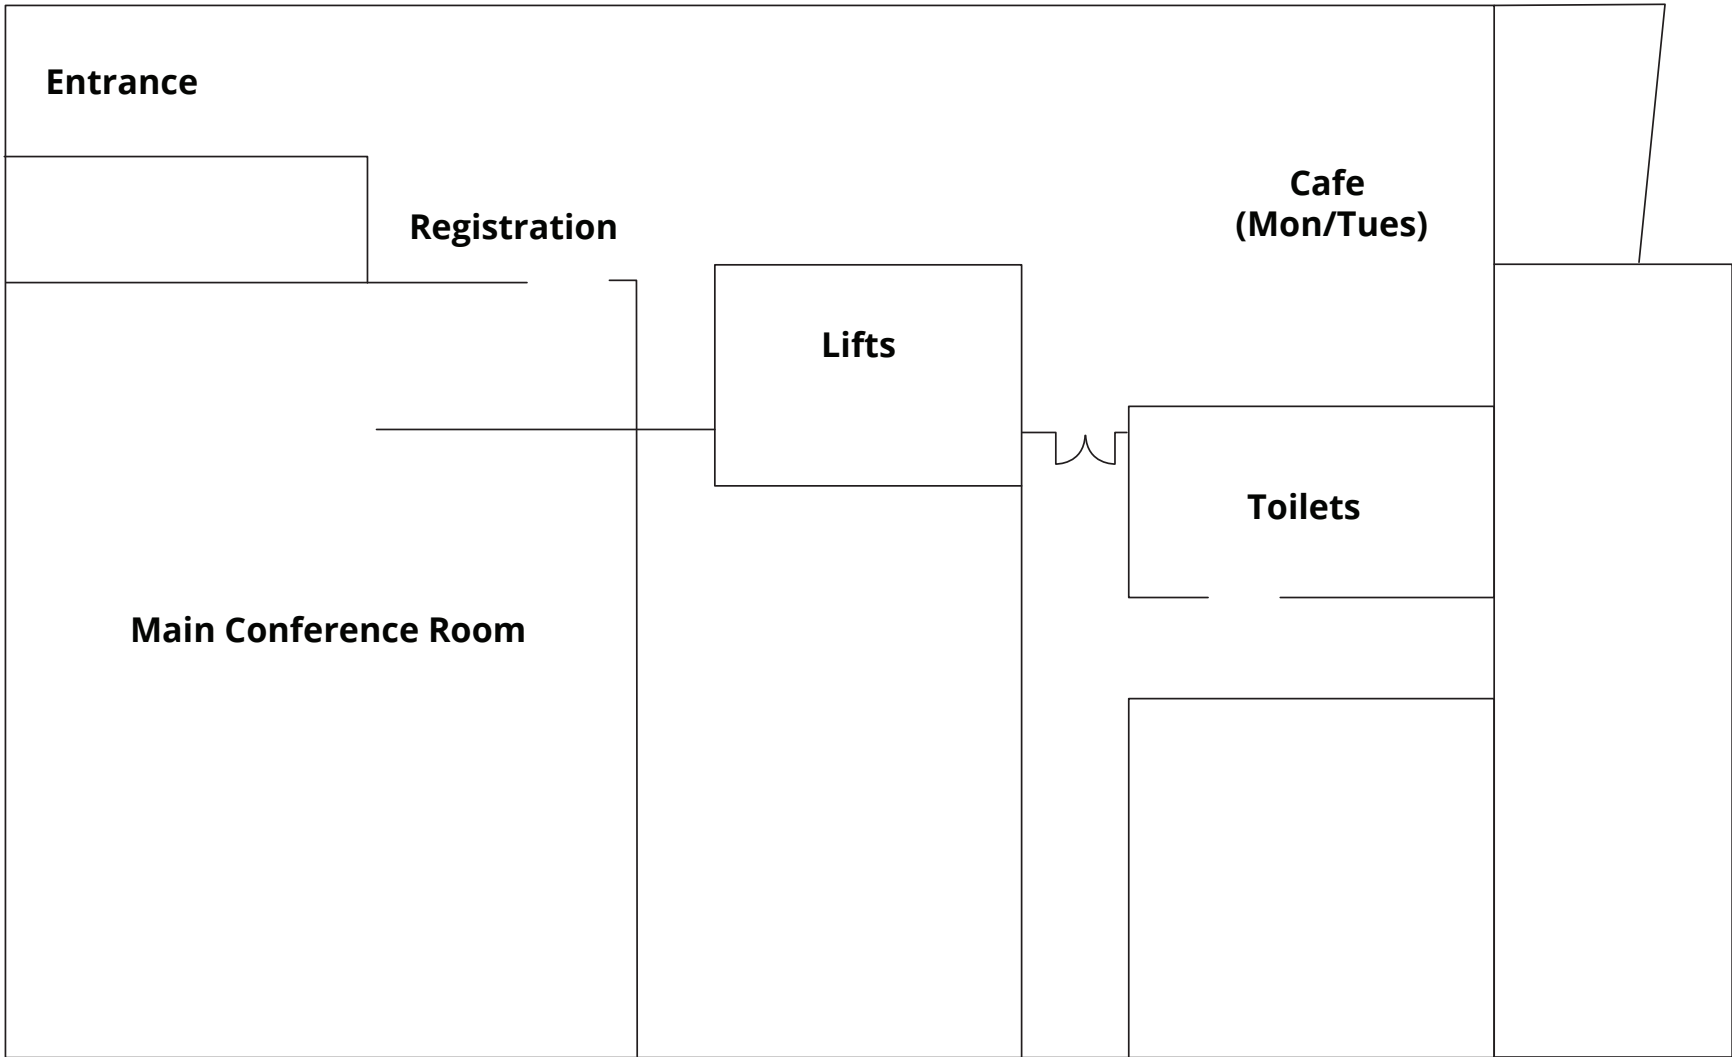 Entrance
Registration
Cafe
(Mon/Tues)
Lifts
Toilets
Main Conference Room